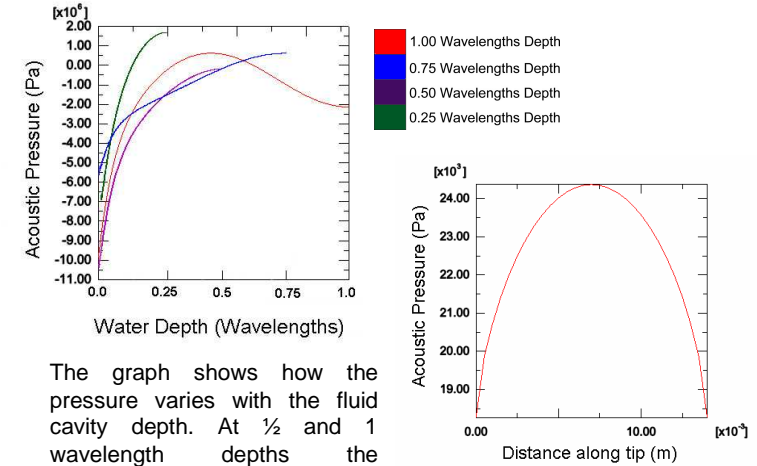 [x10⁶]
2.00
1.00
0.00
-1.00
-2.00
-3.00
-4.00
-5.00
-6.00
-7.00
-8.00
-9.00
-10.00
-11.00
Acoustic Pressure (Pa)
0.0 0.25 0.5 0.75 1.0
Water Depth (Wavelengths)
1.00 Wavelengths Depth
0.75 Wavelengths Depth
0.50 Wavelengths Depth
0.25 Wavelengths Depth
The graph shows how the
pressure varies with the fluid
cavity depth. At ½ and 1
wavelength depths the
[x10³]
24.00
23.00
22.00
21.00
20.00
19.00
Acoustic Pressure (Pa)
0.00 10.00 [x10⁻³]
Distance along tip (m)